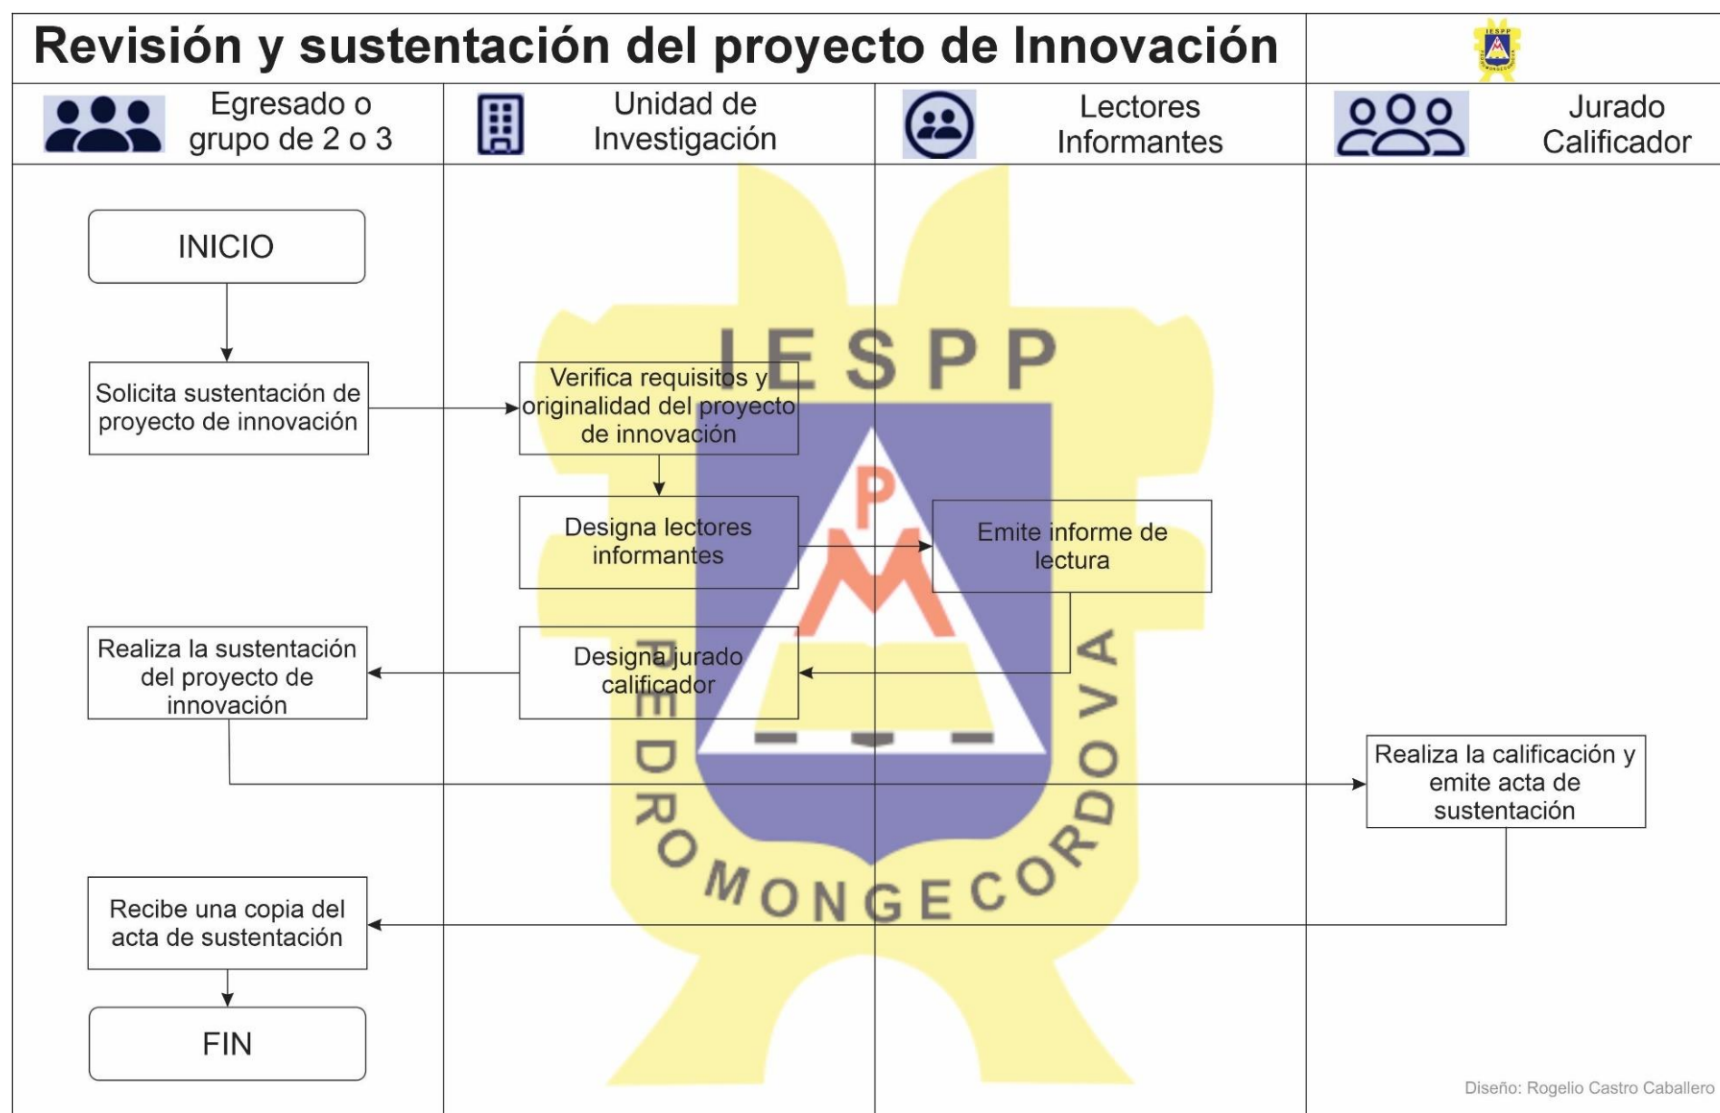 Revisión y sustentación del proyecto de Innovación
IESPP
Egresado o
grupo de 2 o 3
Unidad de
Investigación
Lectores
Informantes
Jurado
Calificador
INICIO
IESPP
Solicita sustentación de
proyecto de innovación
Verifica requisitos y
originalidad del proyecto
de innovación
P
M
Designa lectores
informantes
Emite informe de
lectura
Realiza la sustentación
del proyecto de
innovación
Designa jurado
calificador
PEDRO MONGE CORDOVA
Realiza la calificación y
emite acta de
sustentación
Recibe una copia del
acta de sustentación
FIN
Diseño: Rogelio Castro Caballero